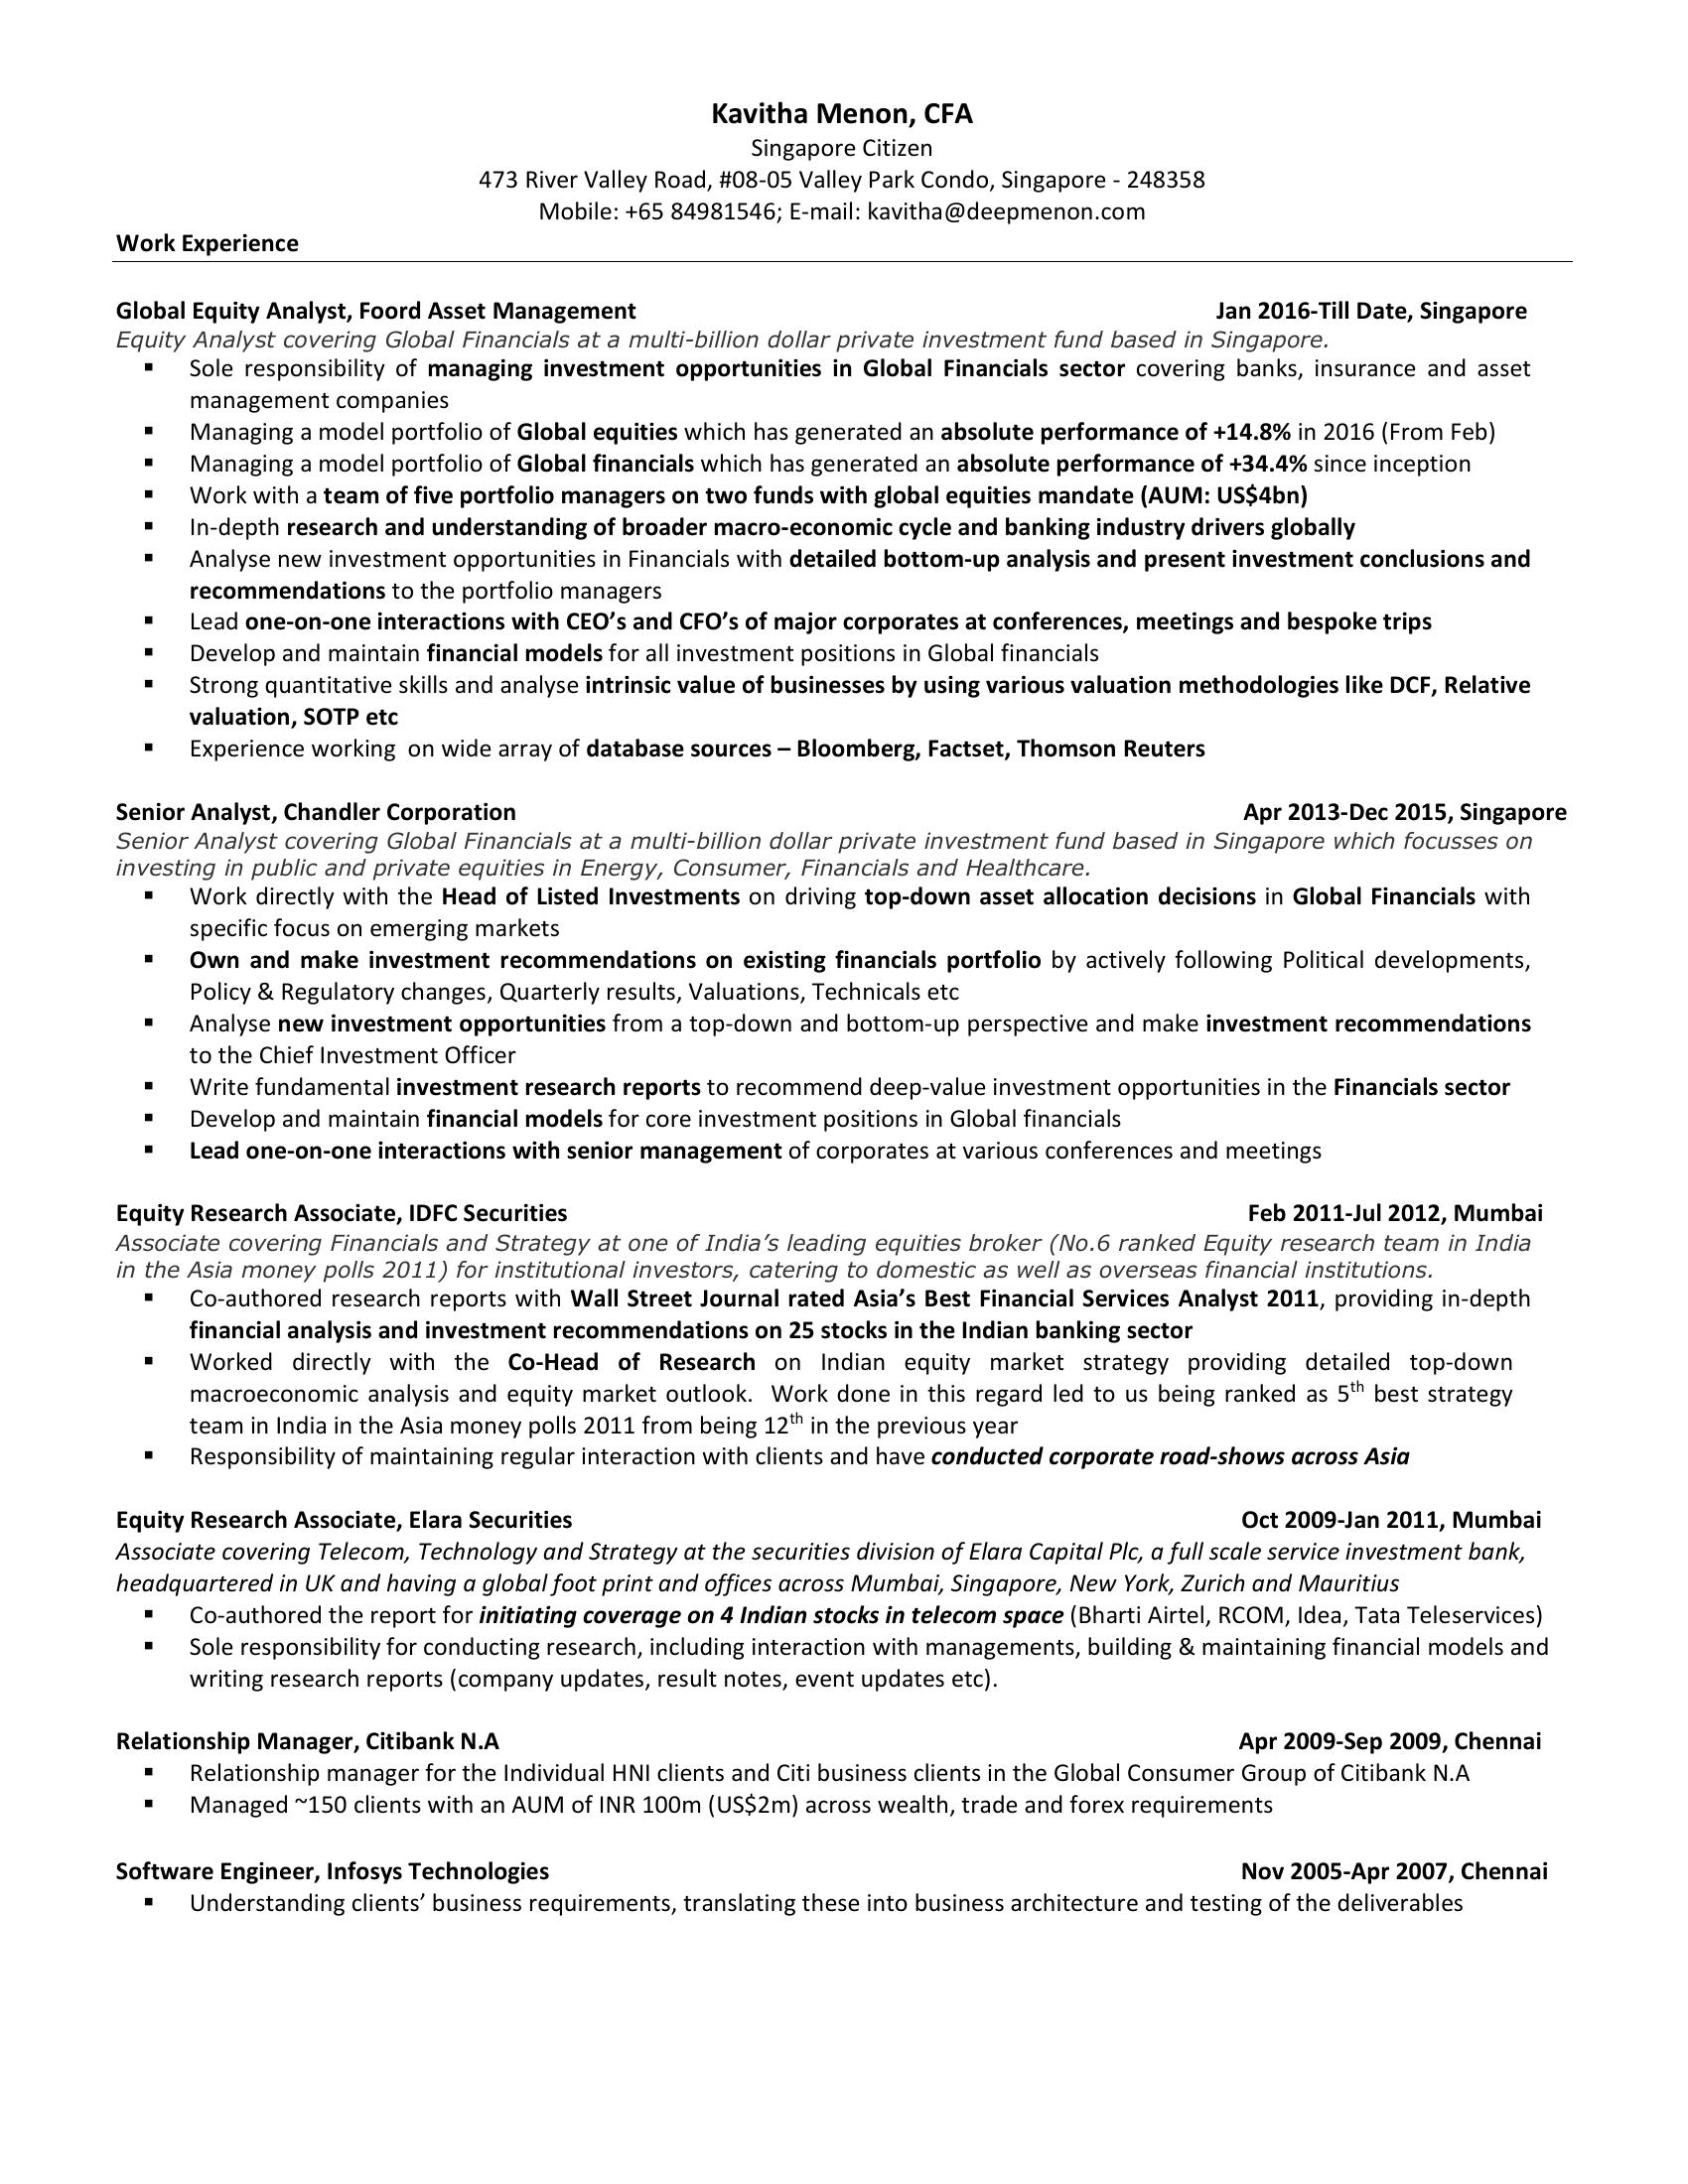 Kavitha Menon, CFA
Singapore Citizen
473 River Valley Road, #08-05 Valley Park Condo, Singapore - 248358
Mobile: +65 84981546; E-mail: kavitha@deepmenon.com
Work Experience
Global Equity Analyst, Foord Asset Management Jan 2016-Till Date, Singapore
Equity Analyst covering Global Financials at a multi-billion dollar private investment fund based in Singapore.
▪ Sole responsibility of managing investment opportunities in Global Financials sector covering banks, insurance and asset
management companies
▪ Managing a model portfolio of Global equities which has generated an absolute performance of +14.8% in 2016 (From Feb)
▪ Managing a model portfolio of Global financials which has generated an absolute performance of +34.4% since inception
▪ Work with a team of five portfolio managers on two funds with global equities mandate (AUM: US$4bn)
▪ In-depth research and understanding of broader macro-economic cycle and banking industry drivers globally
▪ Analyse new investment opportunities in Financials with detailed bottom-up analysis and present investment conclusions and
recommendations to the portfolio managers
▪ Lead one-on-one interactions with CEO’s and CFO’s of major corporates at conferences, meetings and bespoke trips
▪ Develop and maintain financial models for all investment positions in Global financials
▪ Strong quantitative skills and analyse intrinsic value of businesses by using various valuation methodologies like DCF, Relative
valuation, SOTP etc
▪ Experience working  on wide array of database sources – Bloomberg, Factset, Thomson Reuters
Senior Analyst, Chandler Corporation Apr 2013-Dec 2015, Singapore
Senior Analyst covering Global Financials at a multi-billion dollar private investment fund based in Singapore which focusses on
investing in public and private equities in Energy, Consumer, Financials and Healthcare.
▪ Work directly with the Head of Listed Investments on driving top-down asset allocation decisions in Global Financials with
specific focus on emerging markets
▪ Own and make investment recommendations on existing financials portfolio by actively following Political developments,
Policy & Regulatory changes, Quarterly results, Valuations, Technicals etc
▪ Analyse new investment opportunities from a top-down and bottom-up perspective and make investment recommendations
to the Chief Investment Officer
▪ Write fundamental investment research reports to recommend deep-value investment opportunities in the Financials sector
▪ Develop and maintain financial models for core investment positions in Global financials
▪ Lead one-on-one interactions with senior management of corporates at various conferences and meetings
Equity Research Associate, IDFC Securities Feb 2011-Jul 2012, Mumbai
Associate covering Financials and Strategy at one of India’s leading equities broker (No.6 ranked Equity research team in India
in the Asia money polls 2011) for institutional investors, catering to domestic as well as overseas financial institutions.
▪ Co-authored research reports with Wall Street Journal rated Asia’s Best Financial Services Analyst 2011, providing in-depth
financial analysis and investment recommendations on 25 stocks in the Indian banking sector
▪ Worked directly with the Co-Head of Research on Indian equity market strategy providing detailed top-down
macroeconomic analysis and equity market outlook.  Work done in this regard led to us being ranked as 5th best strategy
team in India in the Asia money polls 2011 from being 12th in the previous year
▪ Responsibility of maintaining regular interaction with clients and have conducted corporate road-shows across Asia
Equity Research Associate, Elara Securities Oct 2009-Jan 2011, Mumbai
Associate covering Telecom, Technology and Strategy at the securities division of Elara Capital Plc, a full scale service investment bank,
headquartered in UK and having a global foot print and offices across Mumbai, Singapore, New York, Zurich and Mauritius
▪ Co-authored the report for initiating coverage on 4 Indian stocks in telecom space (Bharti Airtel, RCOM, Idea, Tata Teleservices)
▪ Sole responsibility for conducting research, including interaction with managements, building & maintaining financial models and
writing research reports (company updates, result notes, event updates etc).
Relationship Manager, Citibank N.A Apr 2009-Sep 2009, Chennai
▪ Relationship manager for the Individual HNI clients and Citi business clients in the Global Consumer Group of Citibank N.A
▪ Managed ~150 clients with an AUM of INR 100m (US$2m) across wealth, trade and forex requirements
Software Engineer, Infosys Technologies Nov 2005-Apr 2007, Chennai
▪ Understanding clients’ business requirements, translating these into business architecture and testing of the deliverables